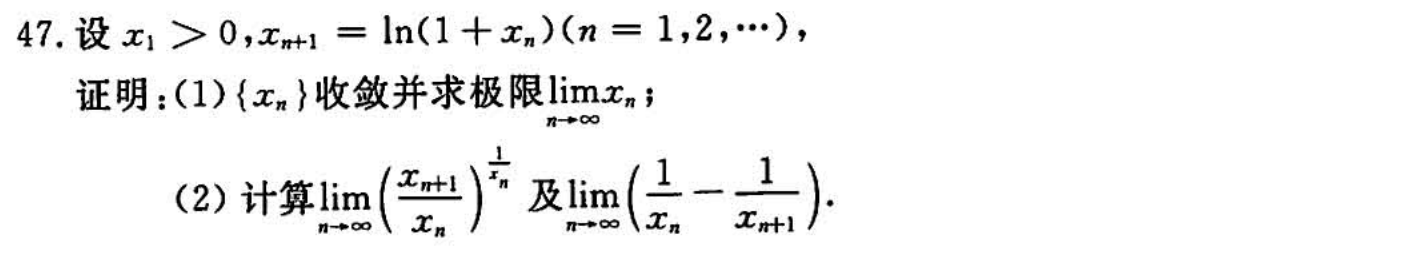 47. 设 x₁ > 0, xₙ₊₁ = ln(1 + xₙ)(n = 1,2,⋯),
证明:(1) {xₙ}收敛并求极限 lim_{n→∞} xₙ;
(2) 计算 lim_{n→∞} (xₙ₊₁/xₙ)^{1/xₙ} 及 lim_{n→∞} (1/xₙ − 1/xₙ₊₁).